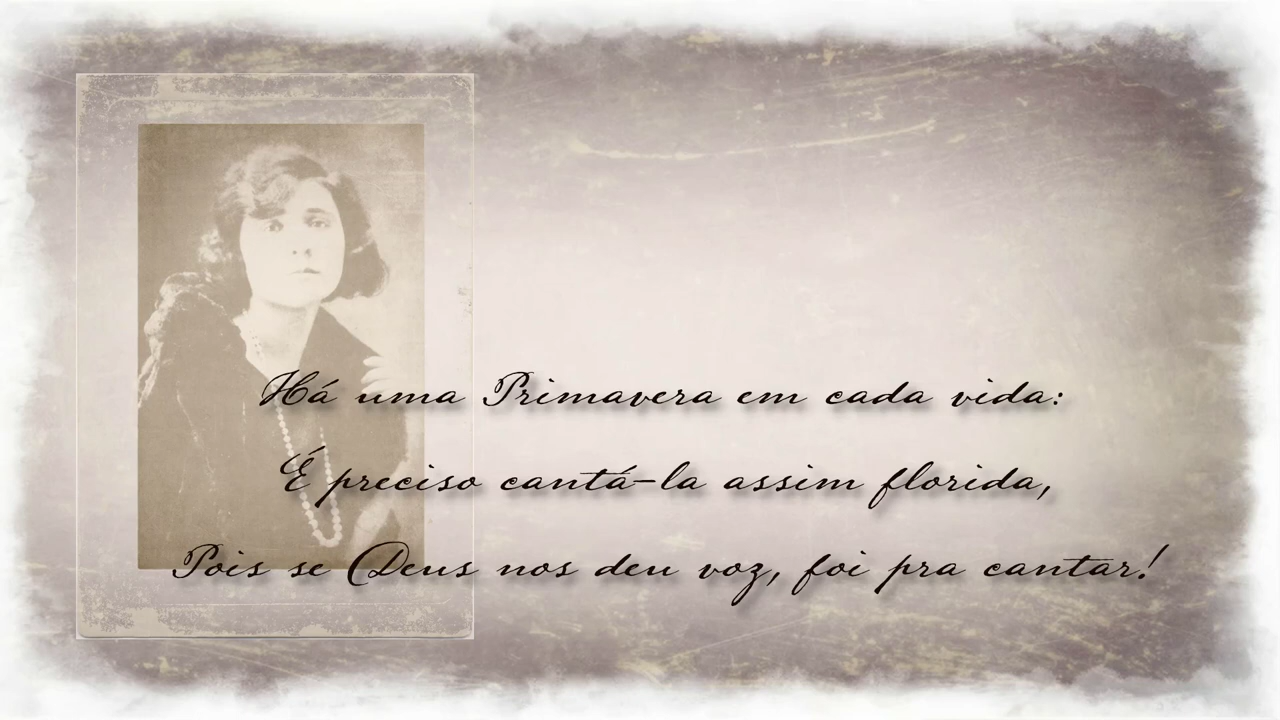 Há uma Primavera em cada vida:
É preciso cantá-la assim florida,
Pois se Deus nos deu voz, foi pra cantar!